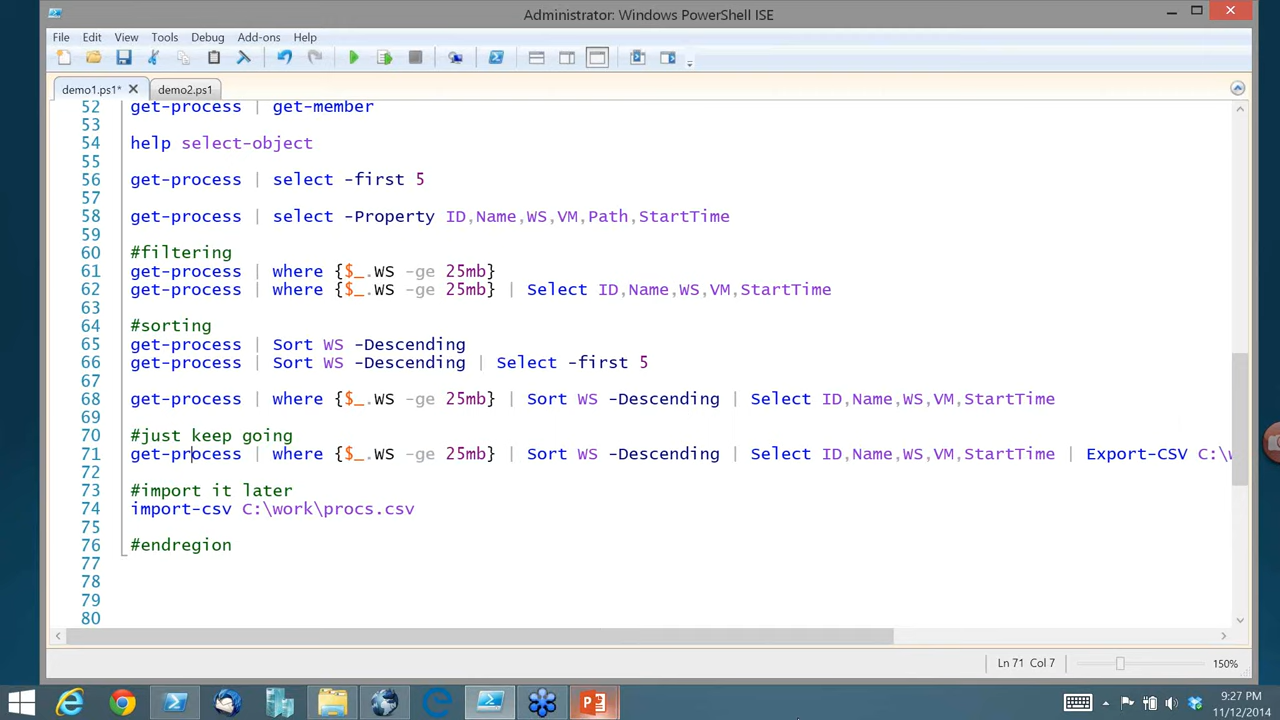 Administrator: Windows PowerShell ISE
File Edit View Tools Debug Add-ons Help
demo1.ps1* demo2.ps1
52 get-process | get-member
53
54 help select-object
55
56 get-process | select -first 5
57
58 get-process | select -Property ID,Name,WS,VM,Path,StartTime
59
60 #filtering
61 get-process | where {$_.WS -ge 25mb}
62 get-process | where {$_.WS -ge 25mb} | Select ID,Name,WS,VM,StartTime
63
64 #sorting
65 get-process | Sort WS -Descending
66 get-process | Sort WS -Descending | Select -first 5
67
68 get-process | where {$_.WS -ge 25mb} | Sort WS -Descending | Select ID,Name,WS,VM,StartTime
69
70 #just keep going
71 get-process | where {$_.WS -ge 25mb} | Sort WS -Descending | Select ID,Name,WS,VM,StartTime | Export-CSV C:\
72
73 #import it later
74 import-csv C:\work\procs.csv
75
76 #endregion
77
78
79
80
Ln 71 Col 7 150%
9:27 PM
11/12/2014